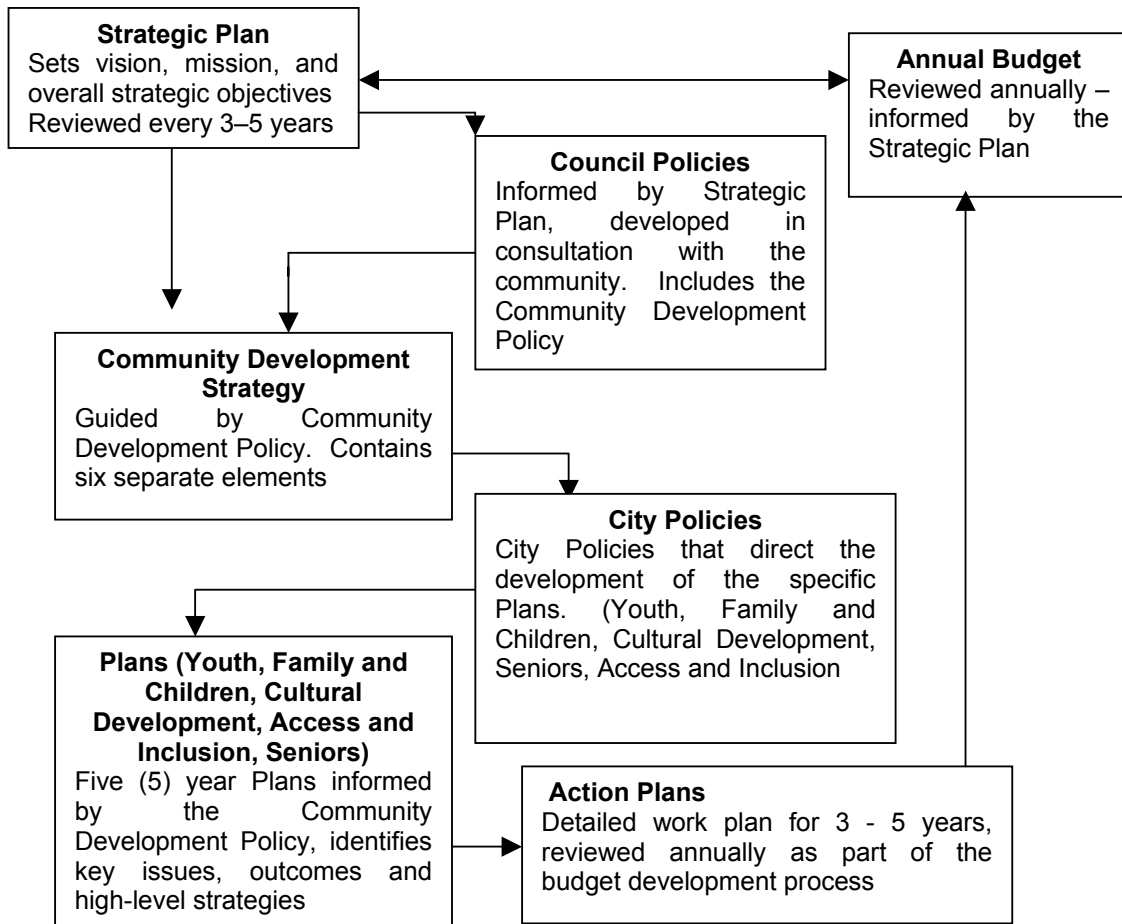 Strategic Plan
Sets vision, mission, and
overall strategic objectives
Reviewed every 3–5 years
Annual Budget
Reviewed annually –
informed by the
Strategic Plan
Council Policies
Informed by Strategic
Plan, developed in
consultation with the
community. Includes the
Community Development
Policy
Community Development
Strategy
Guided by Community
Development Policy. Contains
six separate elements
City Policies
City Policies that direct the
development of the specific
Plans. (Youth, Family and
Children, Cultural Development,
Seniors, Access and Inclusion
Plans (Youth, Family and
Children, Cultural
Development, Access and
Inclusion, Seniors)
Five (5) year Plans informed
by the Community
Development Policy, identifies
key issues, outcomes and
high-level strategies
Action Plans
Detailed work plan for 3 - 5 years,
reviewed annually as part of the
budget development process